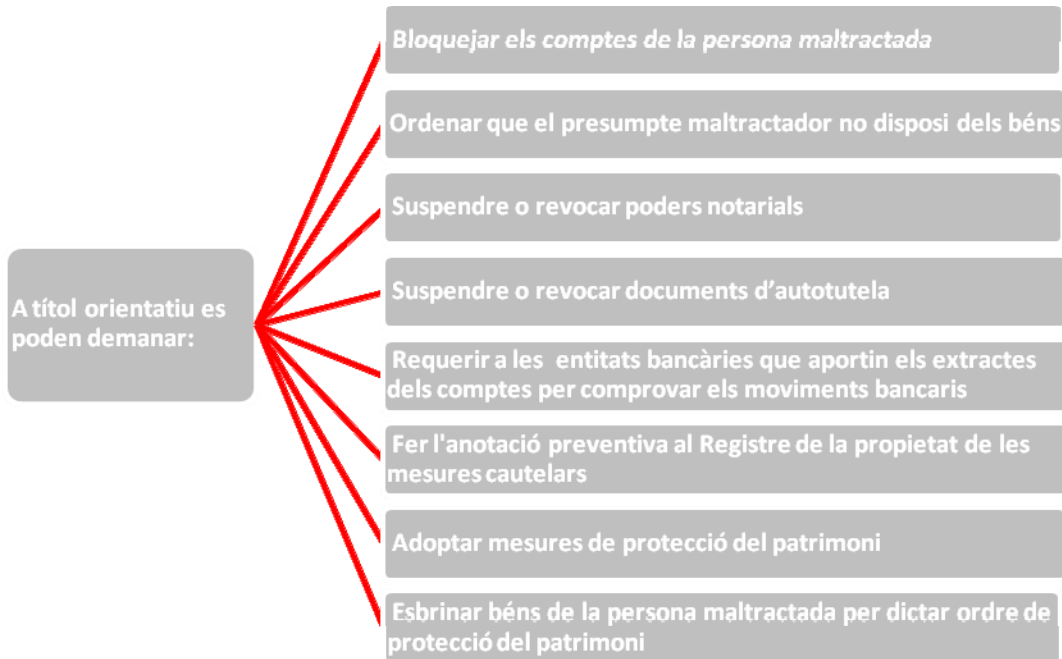 A títol orientatiu es
poden demanar:
Bloquejar els comptes de la persona maltractada
Ordenar que el presumpte maltractador no disposi dels béns
Suspendre o revocar poders notarials
Suspendre o revocar documents d’autotutela
Requerir a les entitats bancàries que aportin els extractes
dels comptes per comprovar els moviments bancaris
Fer l'anotació preventiva al Registre de la propietat de les
mesures cautelars
Adoptar mesures de protecció del patrimoni
Esbrinar béns de la persona maltractada per dictar ordre de
protecció del patrimoni